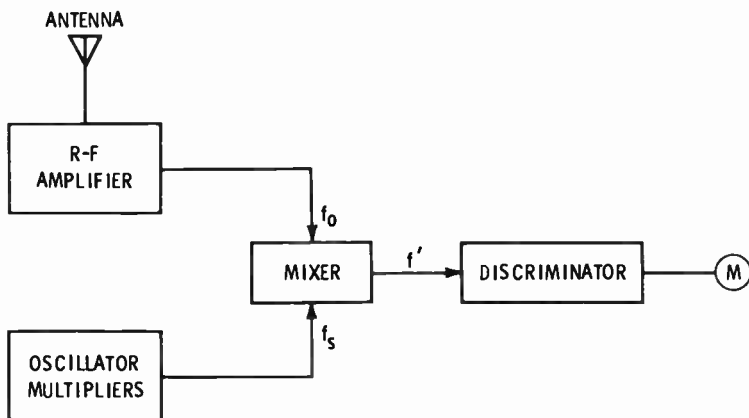 ANTENNA
R-F
AMPLIFIER
f₀
MIXER
f′
DISCRIMINATOR
M
fₛ
OSCILLATOR
MULTIPLIERS